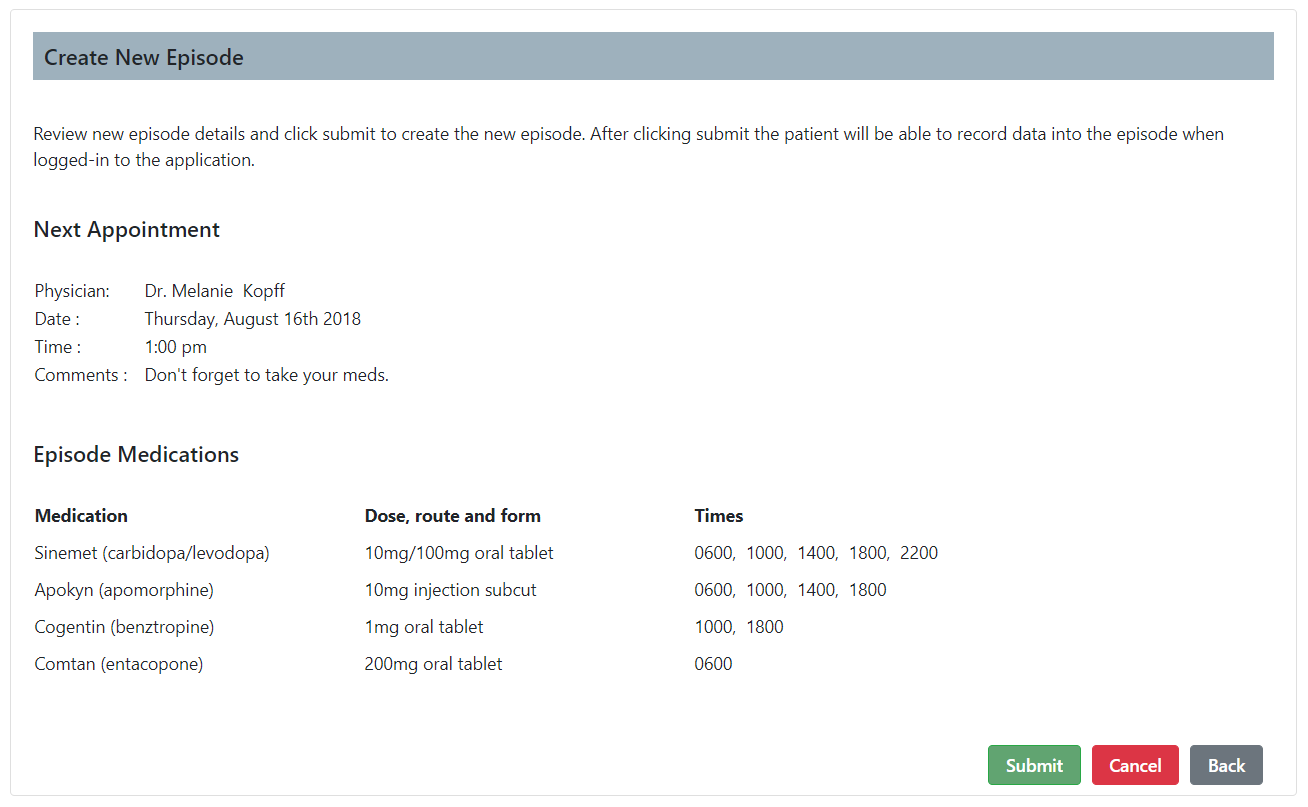 Create New Episode
Review new episode details and click submit to create the new episode. After clicking submit the patient will be able to record data into the episode when
logged-in to the application.
Next Appointment
Physician: Dr. Melanie Kopff
Date : Thursday, August 16th 2018
Time : 1:00 pm
Comments : Don't forget to take your meds.
Episode Medications
Medication Dose, route and form Times
Sinemet (carbidopa/levodopa) 10mg/100mg oral tablet 0600, 1000, 1400, 1800, 2200
Apokyn (apomorphine) 10mg injection subcut 0600, 1000, 1400, 1800
Cogentin (benztropine) 1mg oral tablet 1000, 1800
Comtan (entacopone) 200mg oral tablet 0600
Submit Cancel Back